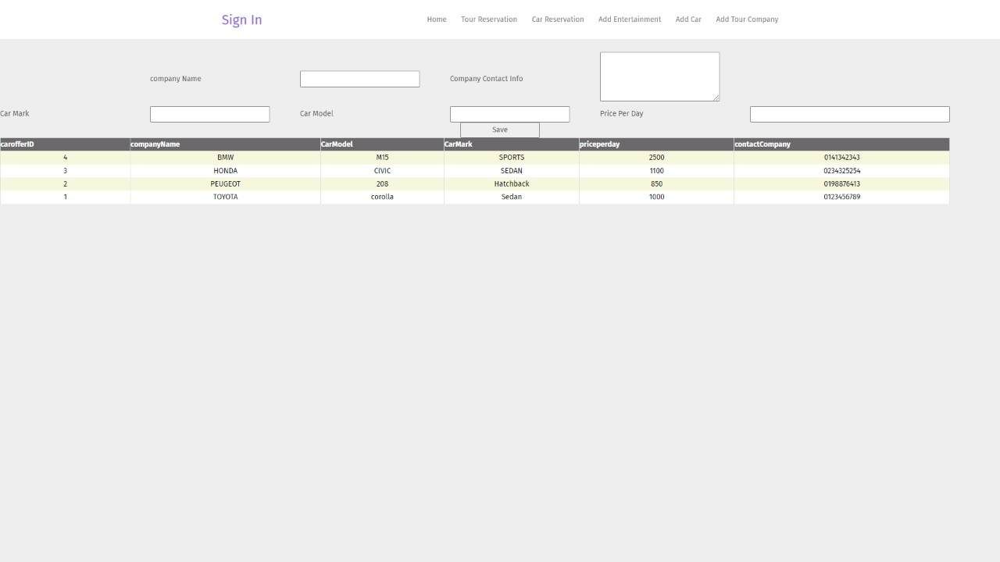 Sign In Home Tour Reservation Car Reservation Add Entertainment Add Car Add Tour Company
company Name Company Contact Info
Car Mark Car Model Price Per Day
Save
carofferID companyName CarModel CarMark priceperday contactCompany
4 BMW M15 SPORTS 2500 0141342343
3 HONDA CIVIC SEDAN 1100 0234325254
2 PEUGEOT 208 Hatchback 850 0198876413
1 TOYOTA corolla Sedan 1000 0123456789